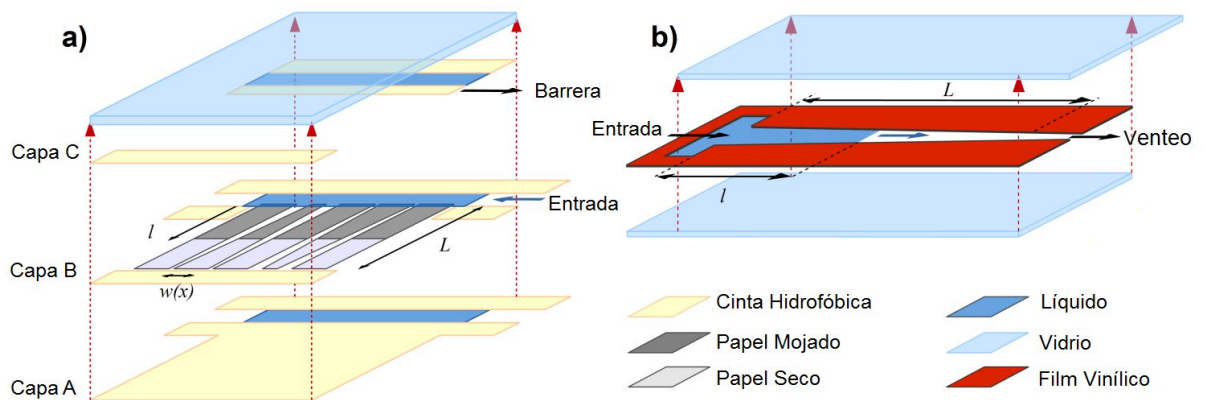 a)
Barrera
Capa C
Entrada
l
L
Capa B
w(x)
Capa A
b)
L
Entrada
Venteo
l
Cinta Hidrofóbica
Líquido
Papel Mojado
Vidrio
Papel Seco
Film Vinílico